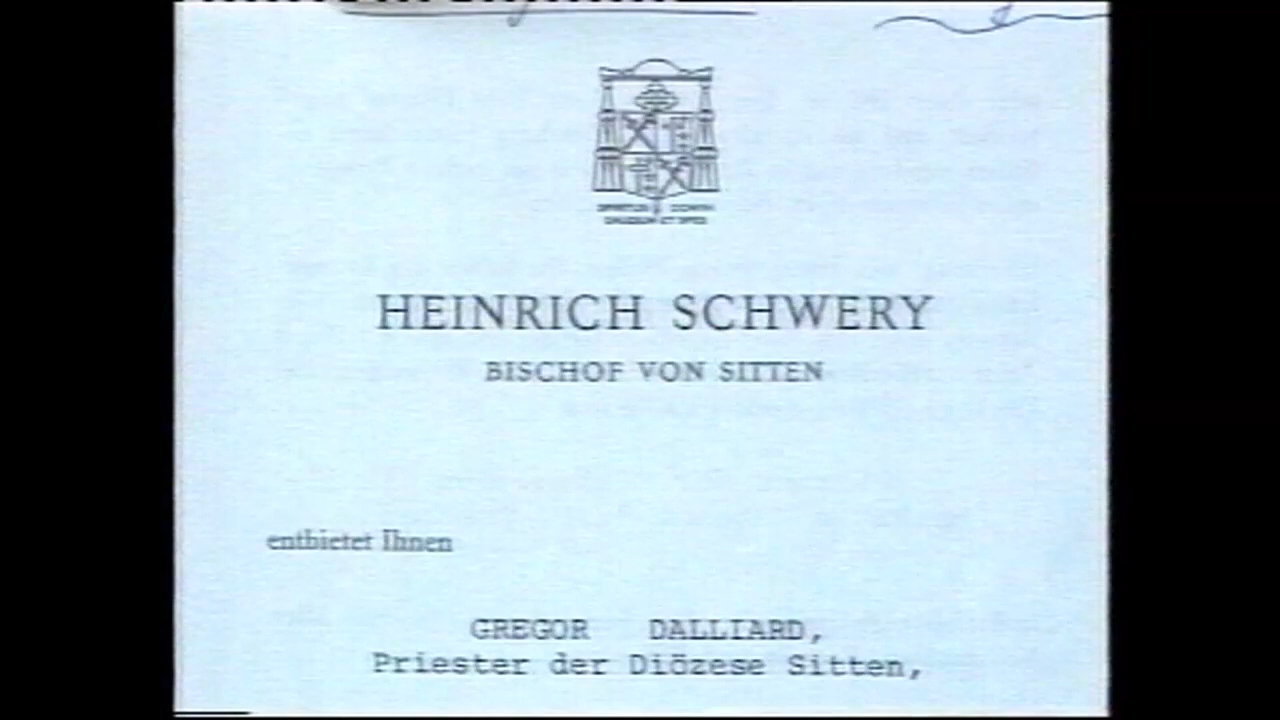 HEINRICH SCHWERY
BISCHOF VON SITTEN
entbietet Ihnen
GREGOR DALLIARD,
Priester der Diözese Sitten,